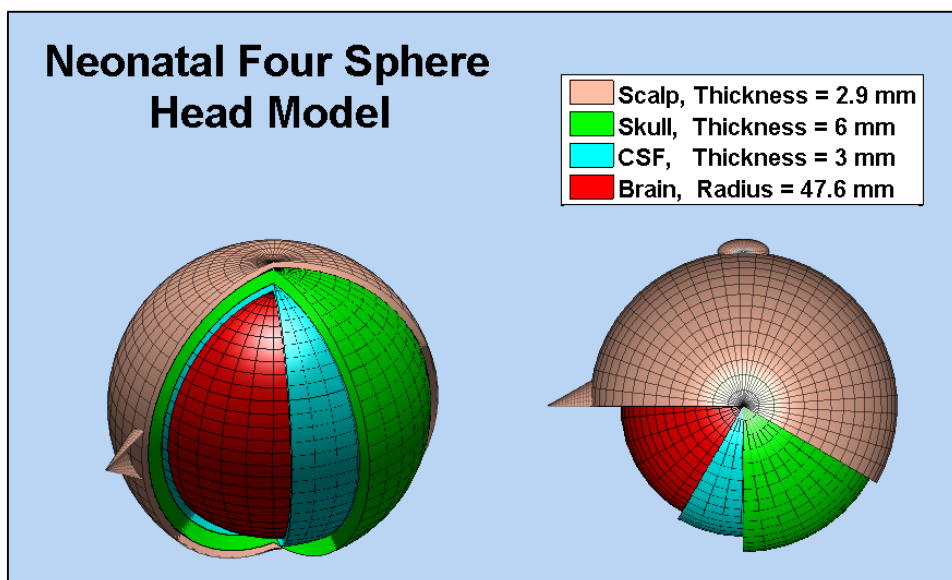 Neonatal Four Sphere
Head Model
Scalp, Thickness = 2.9 mm
Skull, Thickness = 6 mm
CSF, Thickness = 3 mm
Brain, Radius = 47.6 mm